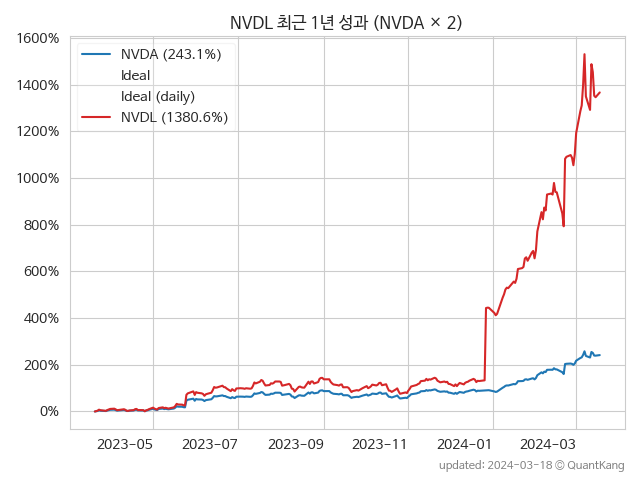 NVDL 최근 1년 성과 (NVDA × 2)
1600%
1400%
1200%
1000%
800%
600%
400%
200%
0%
NVDA (243.1%)
Ideal
Ideal (daily)
NVDL (1380.6%)
2023-05
2023-07
2023-09
2023-11
2024-01
2024-03
updated: 2024-03-18 © QuantKang